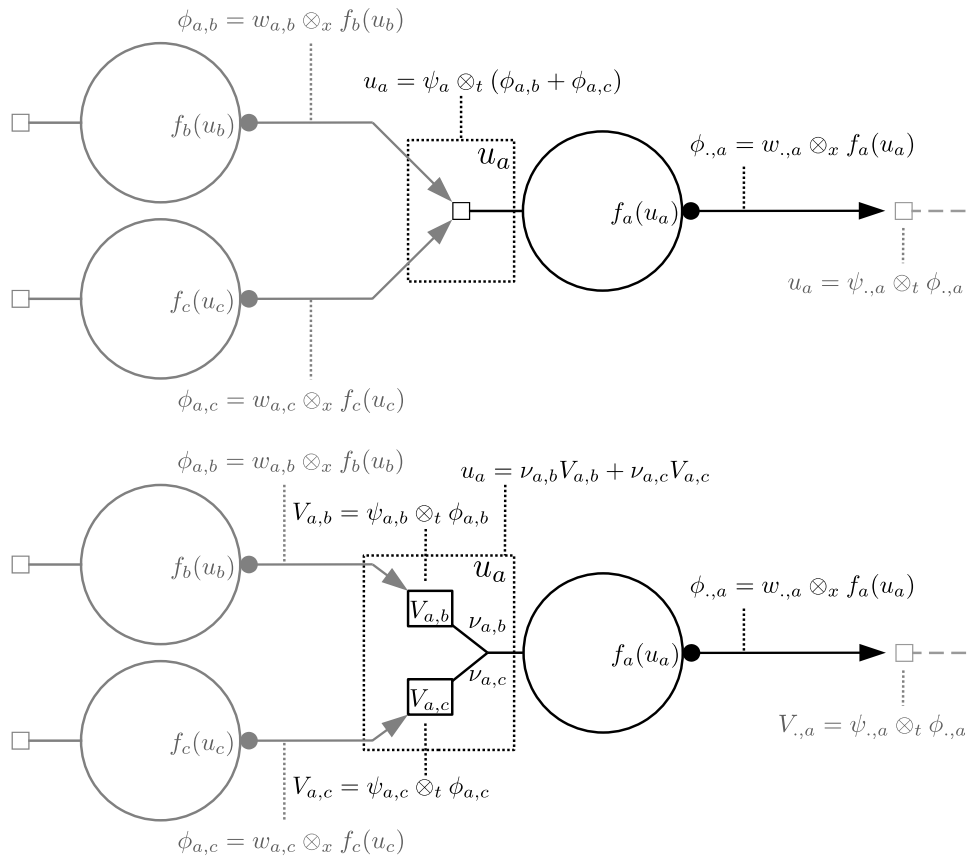 ϕ_{a,b} = w_{a,b} ⊗_x f_b(u_b)
u_a = ψ_a ⊗_t (ϕ_{a,b} + ϕ_{a,c})
f_b(u_b)
u_a
ϕ_{·,a} = w_{·,a} ⊗_x f_a(u_a)
f_a(u_a)
f_c(u_c)
u_a = ψ_{·,a} ⊗_t ϕ_{·,a}
ϕ_{a,c} = w_{a,c} ⊗_x f_c(u_c)
ϕ_{a,b} = w_{a,b} ⊗_x f_b(u_b)
u_a = ν_{a,b}V_{a,b} + ν_{a,c}V_{a,c}
V_{a,b} = ψ_{a,b} ⊗_t ϕ_{a,b}
f_b(u_b)
u_a
ϕ_{·,a} = w_{·,a} ⊗_x f_a(u_a)
V_{a,b}
ν_{a,b}
f_a(u_a)
ν_{a,c}
V_{a,c}
f_c(u_c)
V_{·,a} = ψ_{·,a} ⊗_t ϕ_{·,a}
V_{a,c} = ψ_{a,c} ⊗_t ϕ_{a,c}
ϕ_{a,c} = w_{a,c} ⊗_x f_c(u_c)